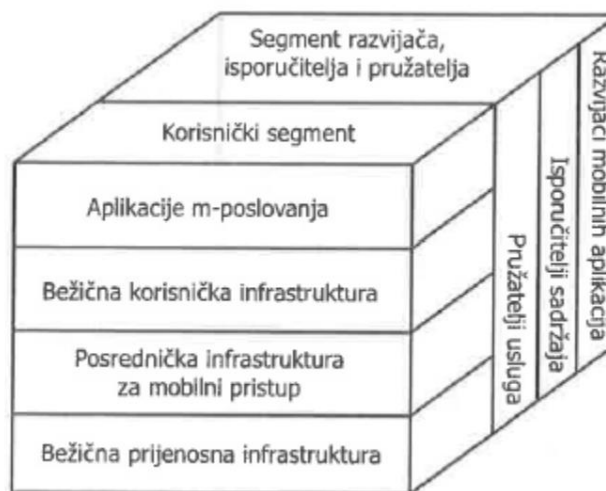 Segment razvijača,
isporučitelja i pružatelja
Korisnički segment
Aplikacije m-poslovanja
Bežična korisnička infrastruktura
Posrednička infrastruktura
za mobilni pristup
Bežična prijenosna infrastruktura
Pružatelji usluga
Isporučitelji sadržaja
Razvijači mobilnih aplikacija